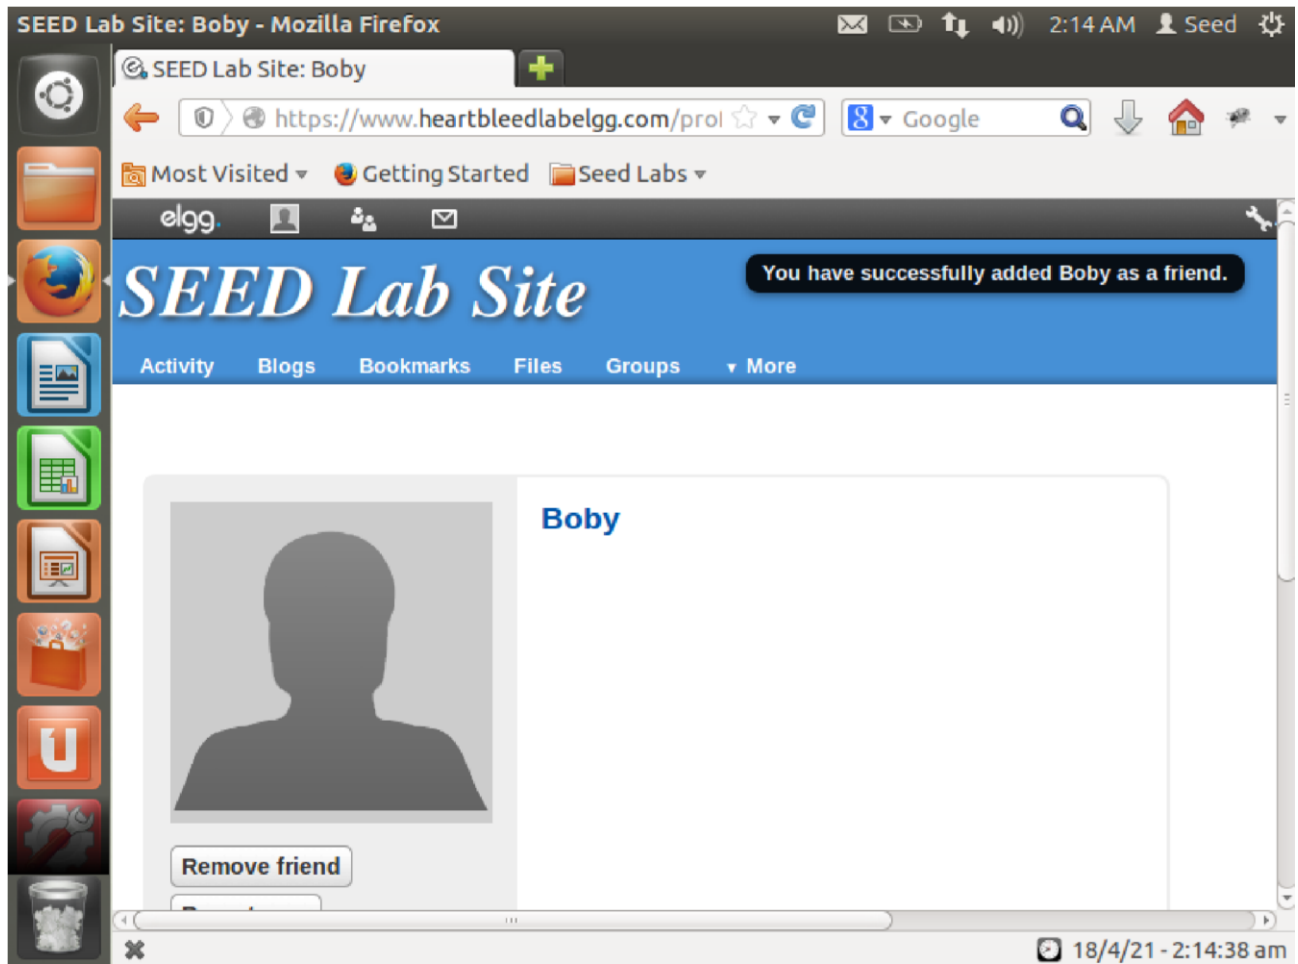 SEED Lab Site: Boby - Mozilla Firefox 2:14 AM Seed
SEED Lab Site: Boby
https://www.heartbleedlabelgg.com/prof Google
Most Visited Getting Started Seed Labs
elgg.
SEED Lab Site
You have successfully added Boby as a friend.
Activity Blogs Bookmarks Files Groups More
Boby
Remove friend
18/4/21 - 2:14:38 am